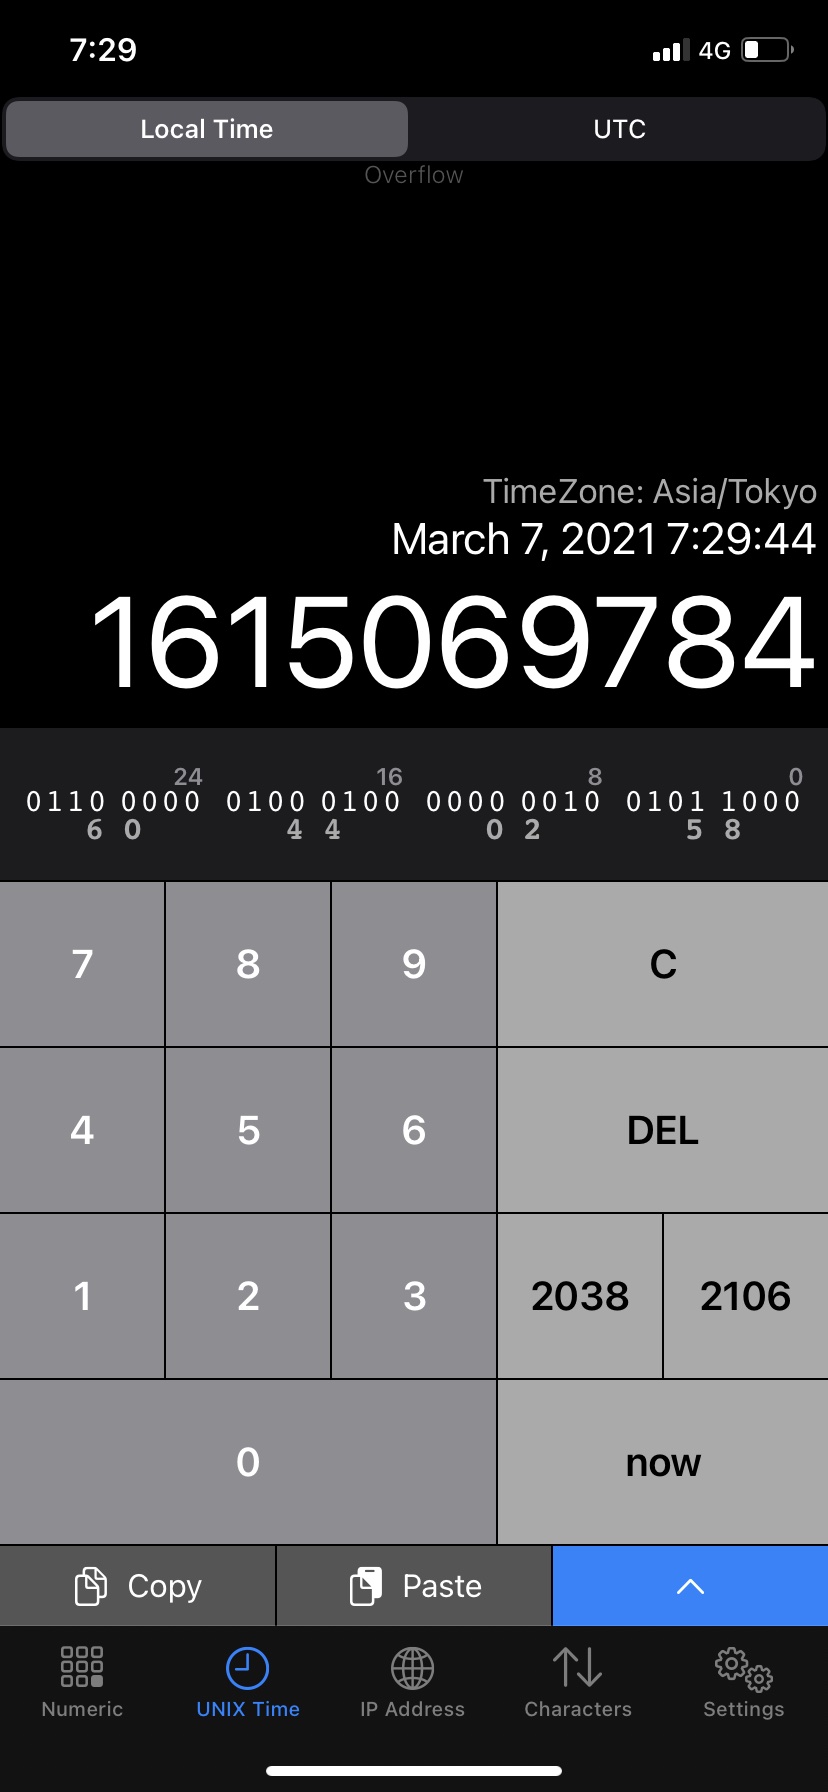 7:29 4G
Local Time UTC
Overflow
TimeZone: Asia/Tokyo
March 7, 2021 7:29:44
1615069784
24 16 8 0
0110 0000 0100 0100 0000 0010 0101 1000
6 0 4 4 0 2 5 8
7 8 9 C
4 5 6 DEL
1 2 3 2038 2106
0 now
Copy Paste
Numeric UNIX Time IP Address Characters Settings